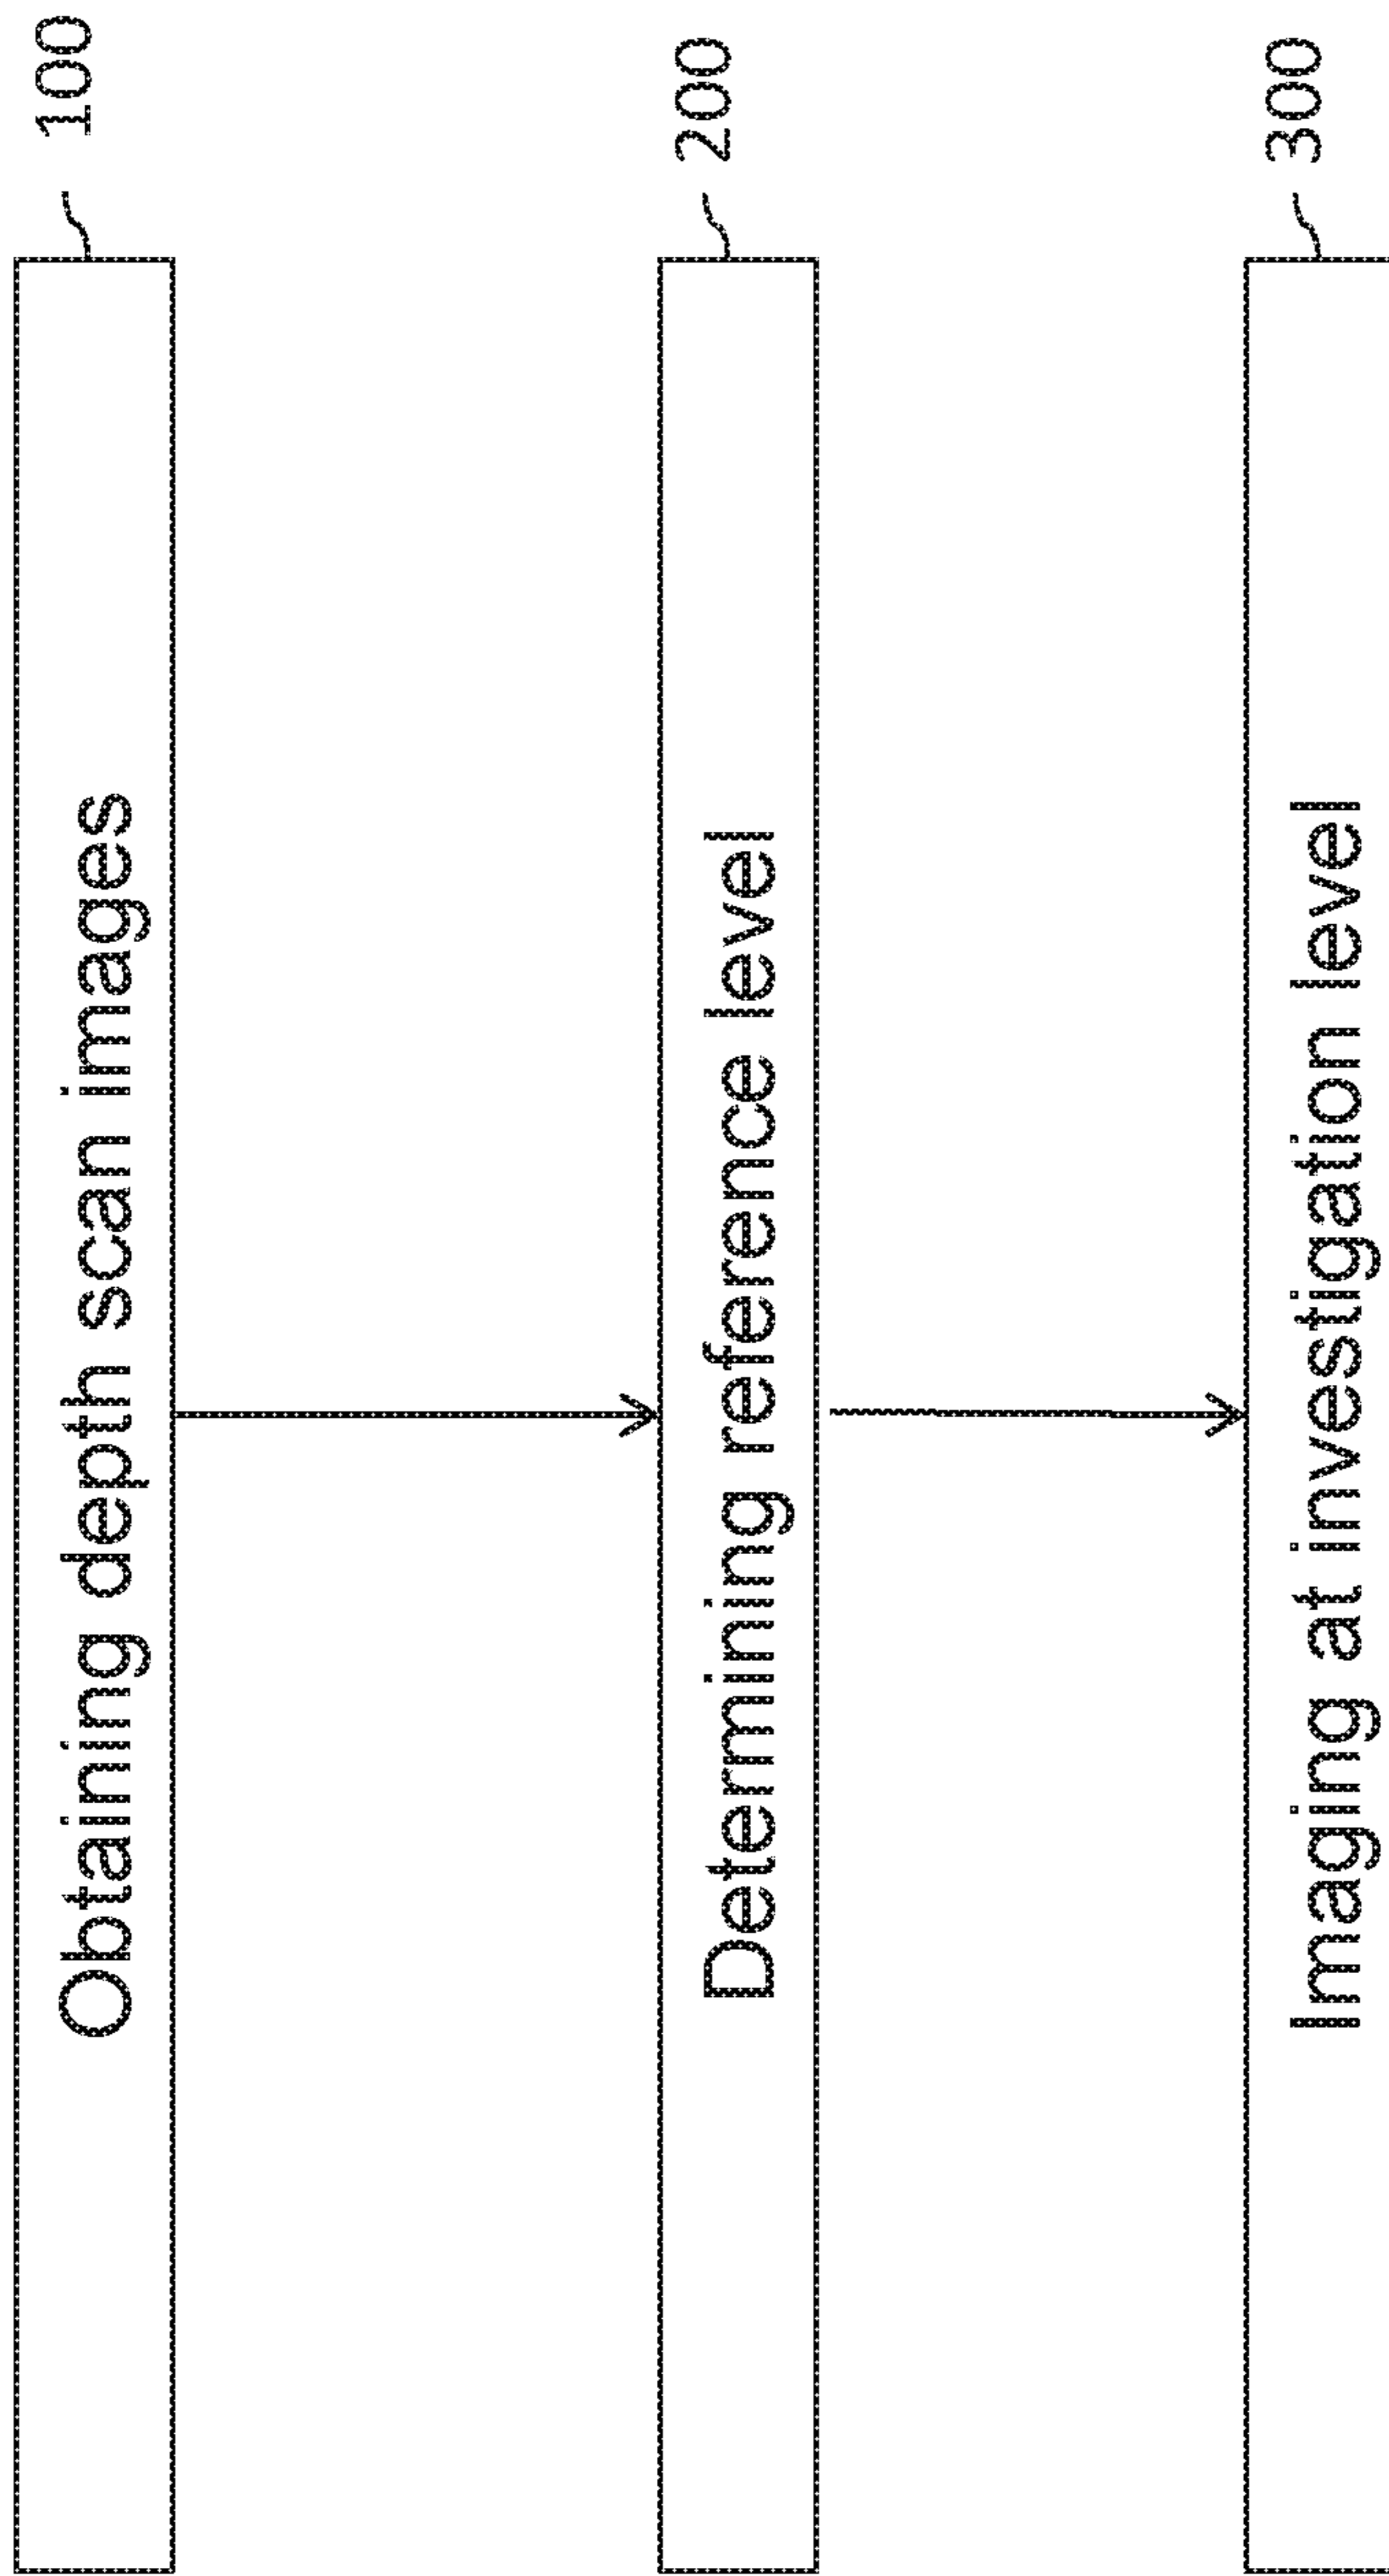 Obtaining depth scan images
100
Determining reference level
200
Imaging at investigation level
300